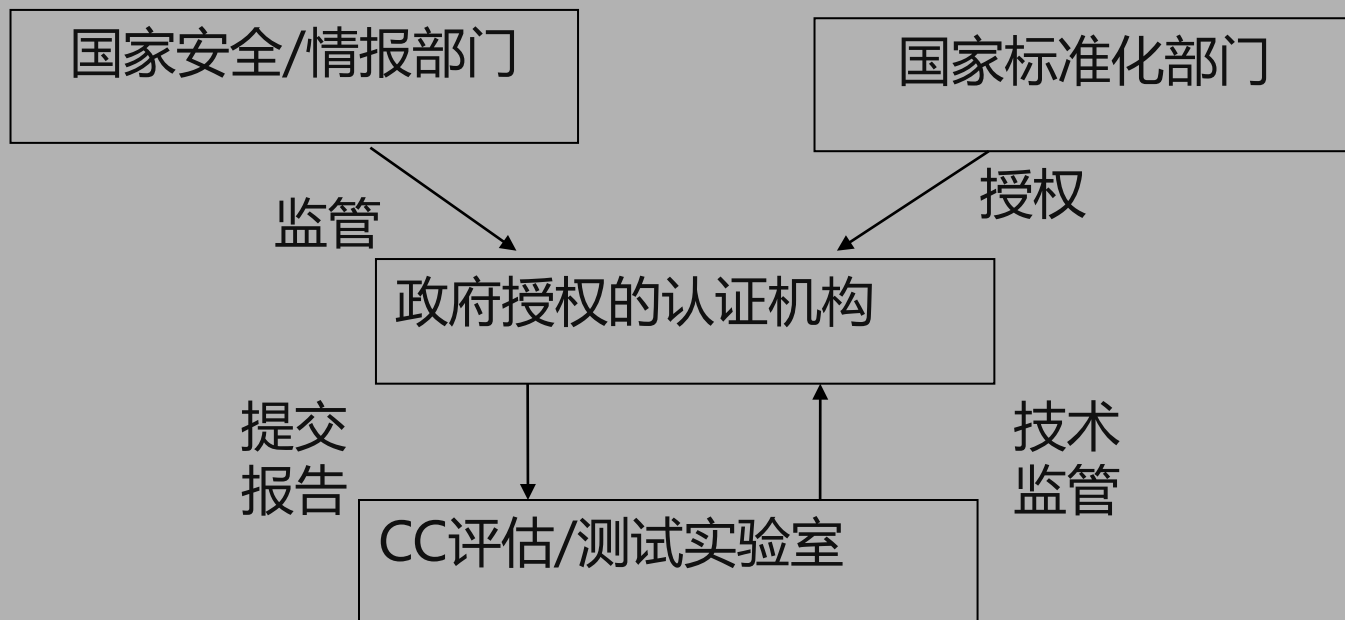 国家安全/情报部门
国家标准化部门
监管
授权
政府授权的认证机构
提交
报告
技术
监管
CC评估/测试实验室